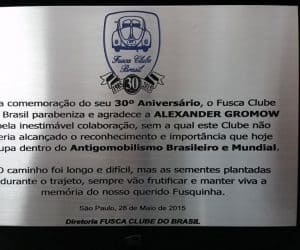 Fusca Clube
Brasil
30
a comemoração do seu 30º Aniversário, o Fusca Clube
Brasil parabeniza e agradece a ALEXANDER GROMOW
pela inestimável colaboração, sem a qual este Clube não
eria alcançado o reconhecimento e importância que hoje
upa dentro do Antigomobilismo Brasileiro e Mundial.
O caminho foi longo e difícil, mas as sementes plantadas
durante o trajeto, sempre vão frutificar e manter viva a
memória do nosso querido Fusquinha.
São Paulo, 26 de Maio de 2015
Diretoria FUSCA CLUBE DO BRASIL